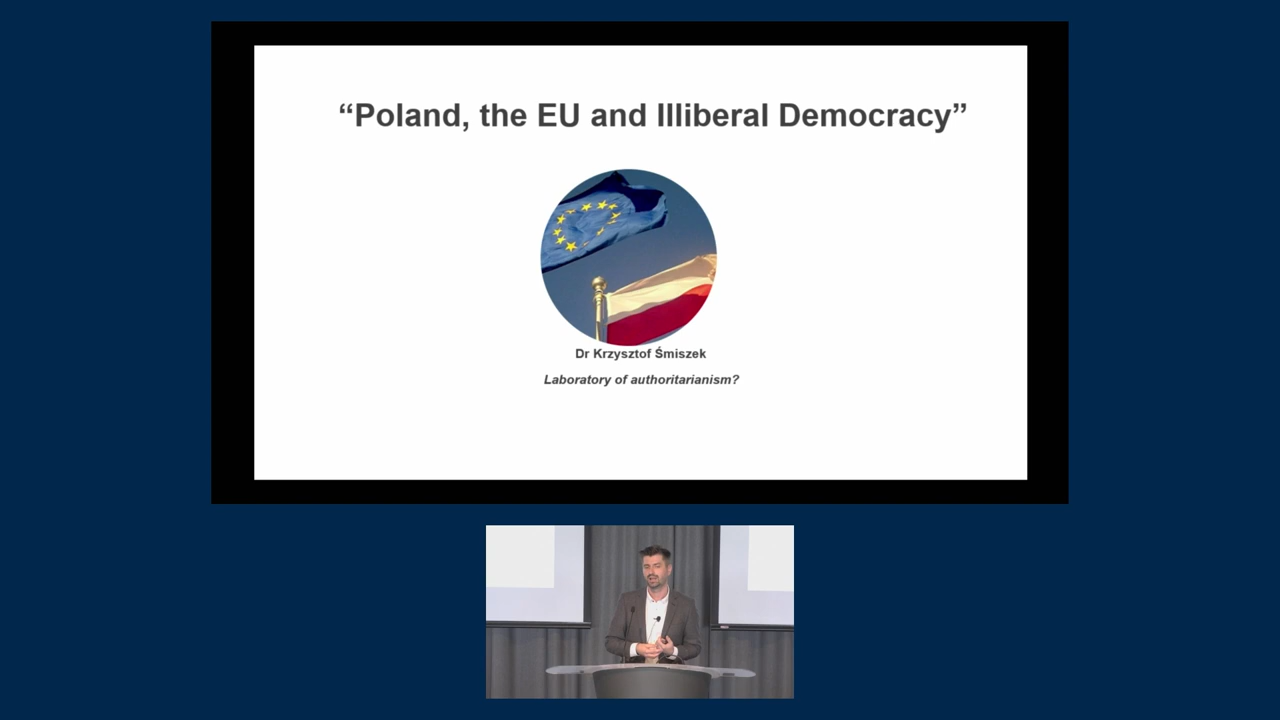 “Poland, the EU and Illiberal Democracy”
Dr Krzysztof Śmiszek
Laboratory of authoritarianism?